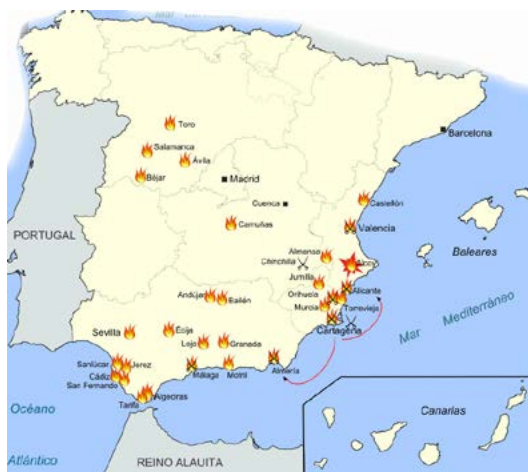 Toro
Salamanca
Ávila
Béjar
Madrid
Barcelona
Cuenca
Castellón
PORTUGAL
Camuñas
Valencia
Baleares
Almansa
Chinchilla
Alcoy
Jumilla
Alicante
Orihuela
Andújar
Bailén
Murcia
Torrevieja
Mar Mediterráneo
Sevilla
Écija
Cartagena
Loja
Granada
Sanlúcar
Jerez
Cádiz
Málaga
Motril
Almería
San Fernando
Tarifa
Algeciras
Océano
Atlántico
Canarias
REINO ALAUITA